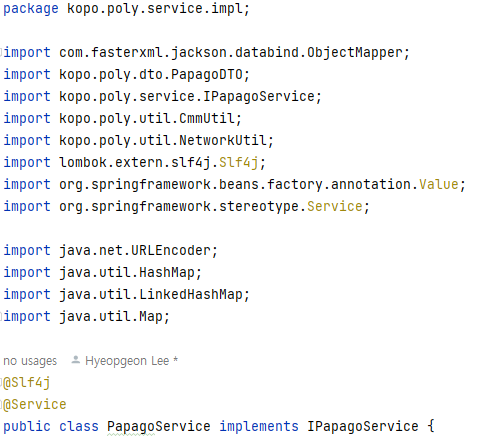 package kopo.poly.service.impl;
import com.fasterxml.jackson.databind.ObjectMapper;
import kopo.poly.dto.PapagoDTO;
import kopo.poly.service.IPapagoService;
import kopo.poly.util.CmmUtil;
import kopo.poly.util.NetworkUtil;
import lombok.extern.slf4j.Slf4j;
import org.springframework.beans.factory.annotation.Value;
import org.springframework.stereotype.Service;
import java.net.URLEncoder;
import java.util.HashMap;
import java.util.LinkedHashMap;
import java.util.Map;
no usages Hyeopgeon Lee *
@Slf4j
@Service
public class PapagoService implements IPapagoService {